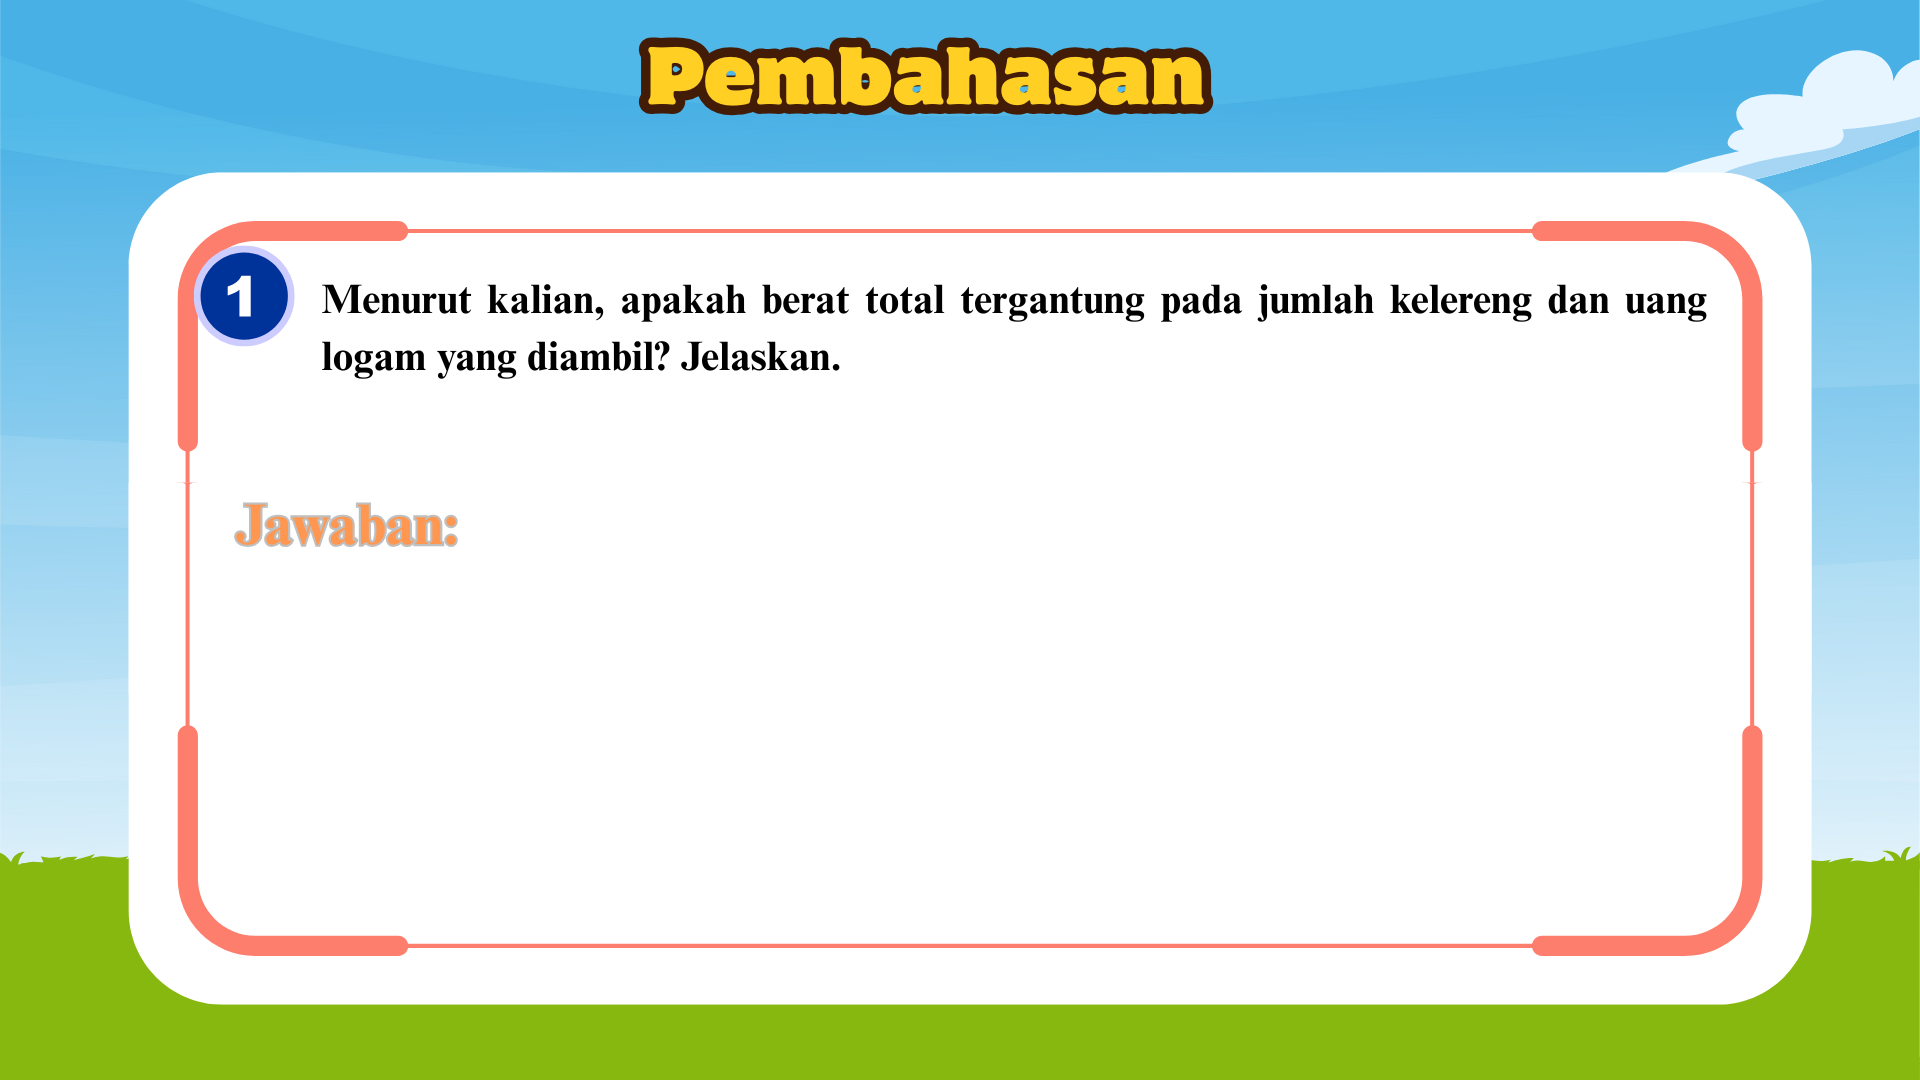 Pembahasan
1
Menurut kalian, apakah berat total tergantung pada jumlah kelereng dan uang
logam yang diambil? Jelaskan.
Jawaban: